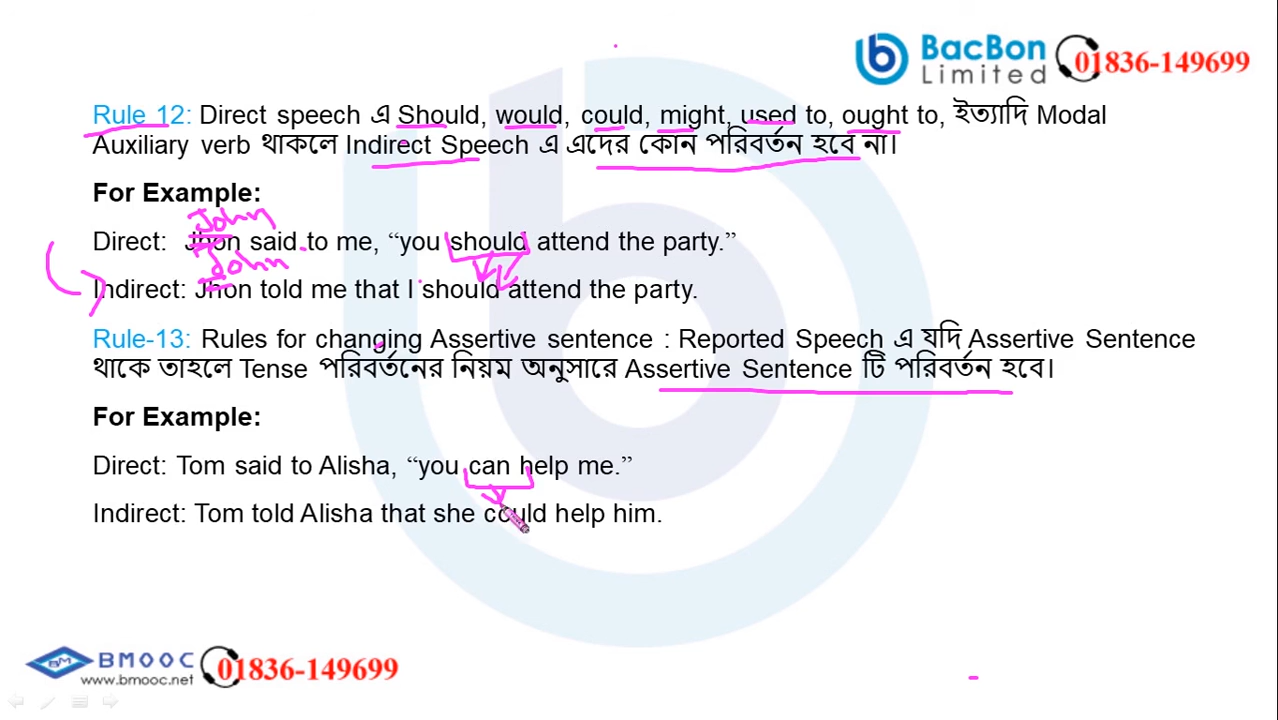 BacBon
Limited
01836-149699
Rule 12: Direct speech এ Should, would, could, might, used to, ought to, ইত্যাদি Modal
Auxiliary verb থাকলে Indirect Speech এ এদের কোন পরিবর্তন হবে না।
For Example:
John
Direct: Jhon said to me, “you should attend the party.”
John
Indirect: Jhon told me that I should attend the party.
Rule-13: Rules for changing Assertive sentence : Reported Speech এ যদি Assertive Sentence
থাকে তাহলে Tense পরিবর্তনের নিয়ম অনুসারে Assertive Sentence টি পরিবর্তন হবে।
For Example:
Direct: Tom said to Alisha, “you can help me.”
Indirect: Tom told Alisha that she could help him.
BM BMOOC
www.bmooc.net
01836-149699